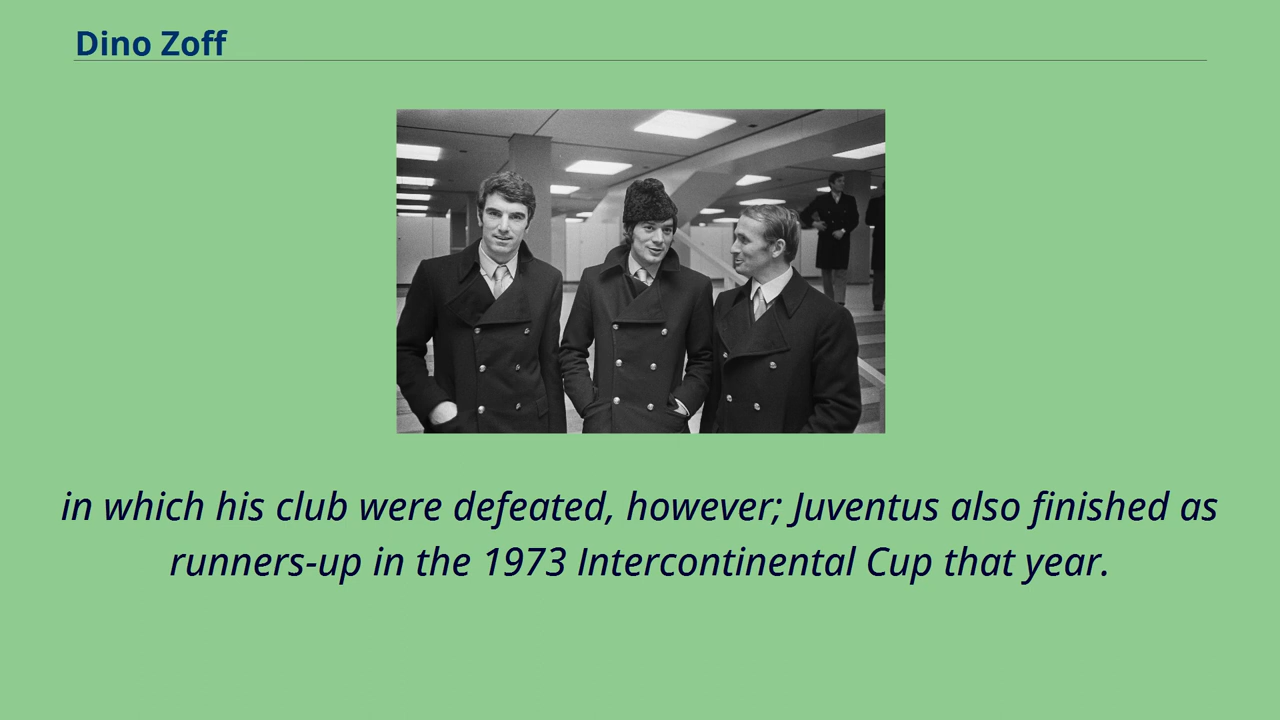 Dino Zoff
in which his club were defeated, however; Juventus also finished as
runners-up in the 1973 Intercontinental Cup that year.